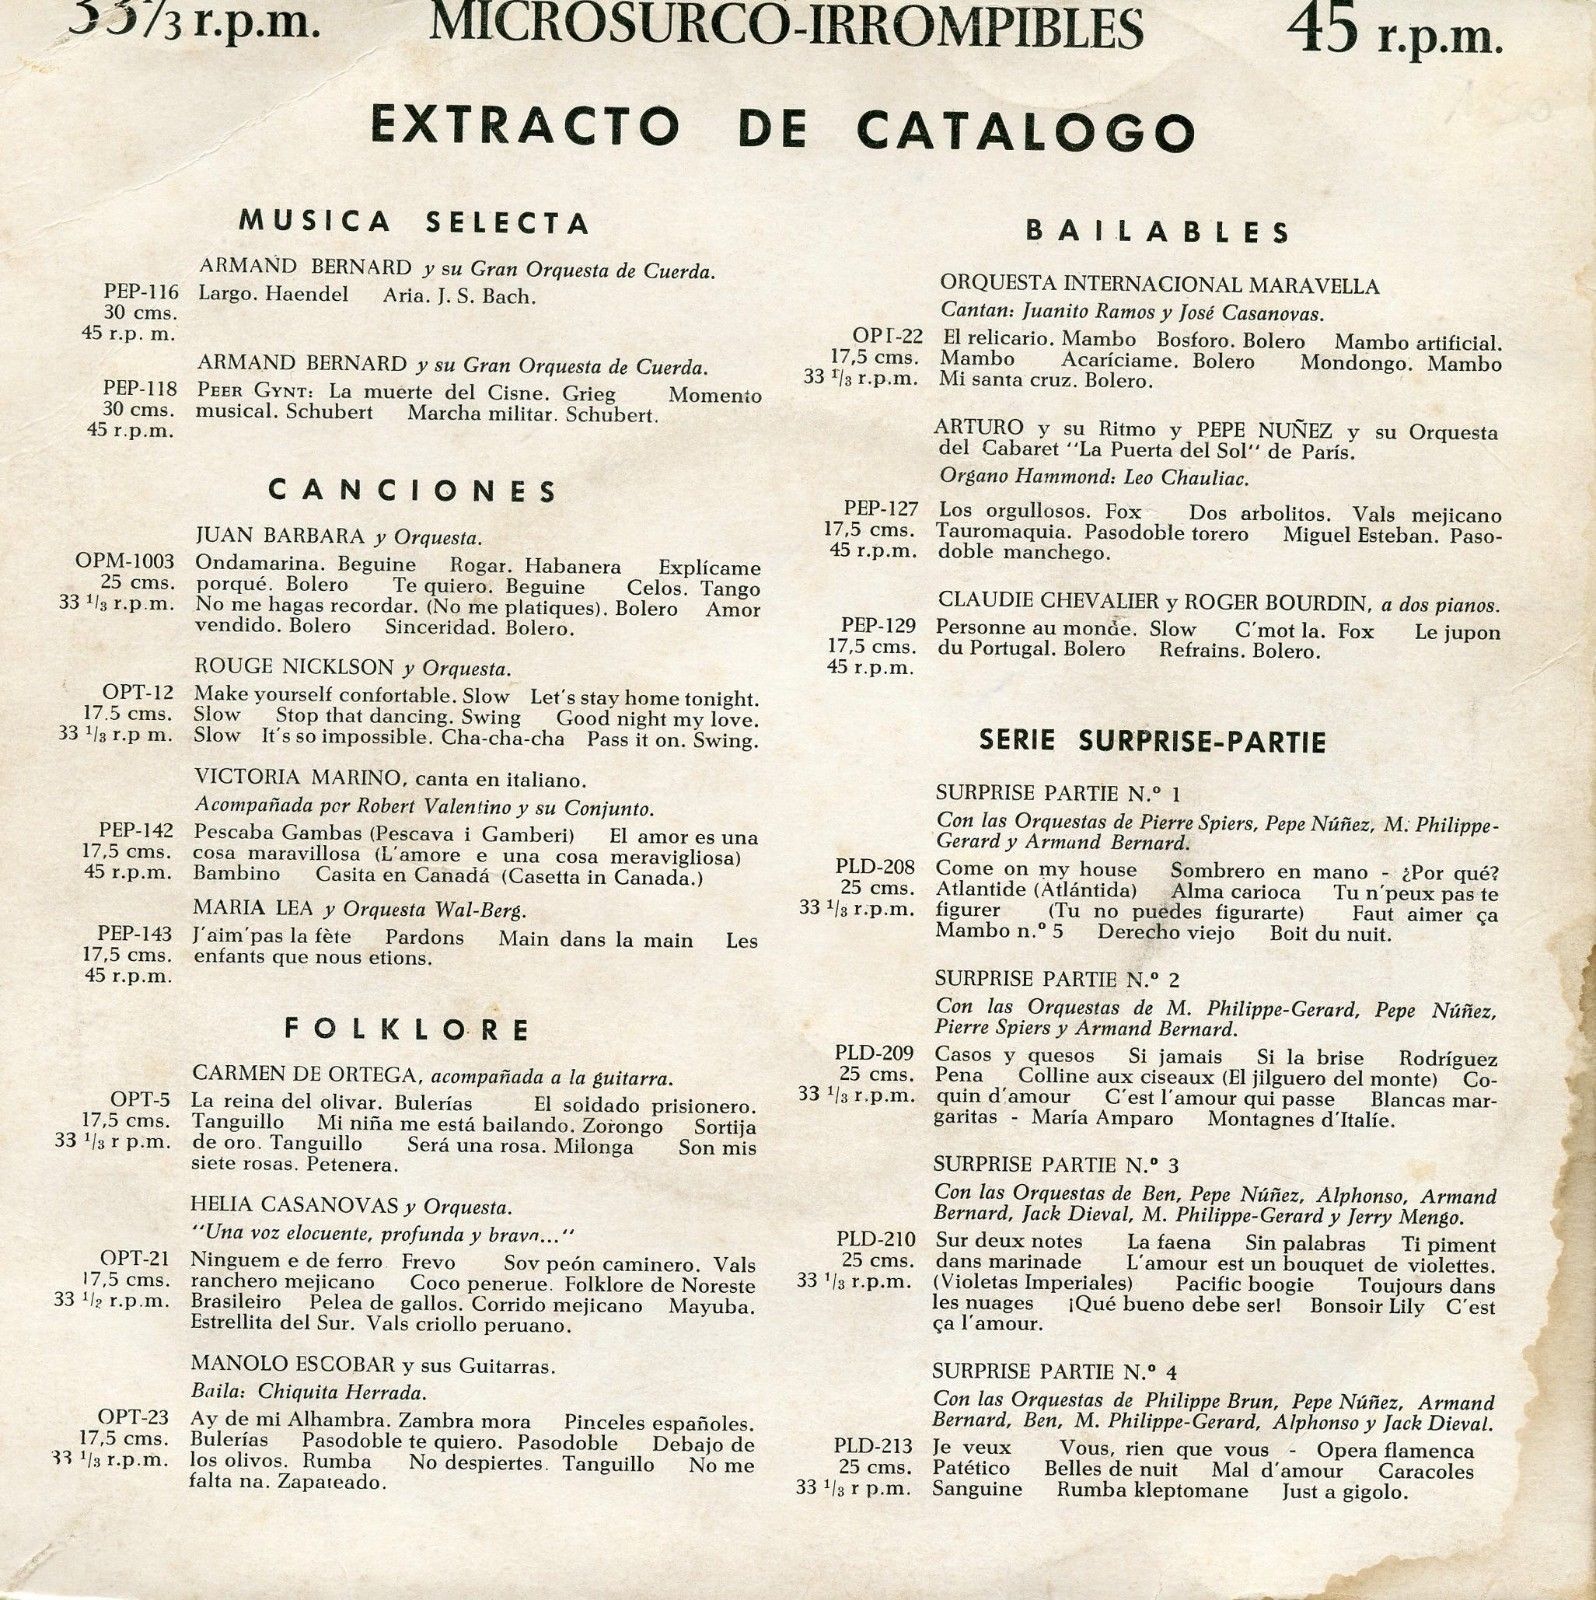 33 1/3 r.p.m. MICROSURCO-IRROMPIBLES 45 r.p.m.
EXTRACTO DE CATALOGO
MUSICA SELECTA
ARMAND BERNARD y su Gran Orquesta de Cuerda.
PEP-116 Largo. Haendel Aria. J. S. Bach.
30 cms.
45 r.p. m.
ARMAND BERNARD y su Gran Orquesta de Cuerda.
PEP-118 PEER GYNT: La muerte del Cisne. Grieg Momento
30 cms. musical. Schubert Marcha militar. Schubert.
45 r.p.m.
CANCIONES
JUAN BARBARA y Orquesta.
OPM-1003 Ondamarina. Beguine Rogar. Habanera Explícame
25 cms. porqué. Bolero Te quiero. Beguine Celos. Tango
33 1/3 r.p.m. No me hagas recordar. (No me platiques). Bolero Amor
vendido. Bolero Sinceridad. Bolero.
ROUGE NICKLSON y Orquesta.
OPT-12 Make yourself confortable. Slow Let's stay home tonight.
17.5 cms. Slow Stop that dancing. Swing Good night my love.
33 1/3 r.p m. Slow It's so impossible. Cha-cha-cha Pass it on. Swing.
VICTORIA MARINO, canta en italiano.
Acompañada por Robert Valentino y su Conjunto.
PEP-142 Pescaba Gambas (Pescava i Gamberi) El amor es una
17,5 cms. cosa maravillosa (L'amore e una cosa meravigliosa)
45 r.p.m. Bambino Casita en Canadá (Casetta in Canada.)
MARIA LEA y Orquesta Wal-Berg.
PEP-143 J'aim'pas la fète Pardons Main dans la main Les
17,5 cms. enfants que nous etions.
45 r.p.m.
FOLKLORE
CARMEN DE ORTEGA, acompañada a la guitarra.
OPT-5 La reina del olivar. Bulerías El soldado prisionero.
17,5 cms. Tanguillo Mi niña me está bailando. Zorongo Sortija
33 1/3 r p.m. de oro. Tanguillo Será una rosa. Milonga Son mis
siete rosas. Petenera.
HELIA CASANOVAS y Orquesta.
"Una voz elocuente, profunda y brava..."
OPT-21 Ninguem e de ferro Frevo Soy peón caminero. Vals
17,5 cms. ranchero mejicano Coco penerue. Folklore de Noreste
33 1/2 r.p.m. Brasileiro Pelea de gallos. Corrido mejicano Mayuba.
Estrellita del Sur. Vals criollo peruano.
MANOLO ESCOBAR y sus Guitarras.
Baila: Chiquita Herrada.
OPT-23 Ay de mi Alhambra. Zambra mora Pinceles españoles.
17,5 cms. Bulerías Pasodoble te quiero. Pasodoble Debajo de
33 1/3 r.p.m. los olivos. Rumba No despiertes. Tanguillo No me
falta na. Zapateado.
BAILABLES
ORQUESTA INTERNACIONAL MARAVELLA
Cantan: Juanito Ramos y José Casanovas.
OPT-22 El relicario. Mambo Bosforo. Bolero Mambo artificial.
17,5 cms. Mambo Acaríciame. Bolero Mondongo. Mambo
33 1/3 r.p.m. Mi santa cruz. Bolero.
ARTURO y su Ritmo y PEPE NUÑEZ y su Orquesta
del Cabaret "La Puerta del Sol" de París.
Organo Hammond: Leo Chauliac.
PEP-127 Los orgullosos. Fox Dos arbolitos. Vals mejicano
17,5 cms. Tauromaquia. Pasodoble torero Miguel Esteban. Paso-
45 r.p.m. doble manchego.
CLAUDIE CHEVALIER y ROGER BOURDIN, a dos pianos.
PEP-129 Personne au monde. Slow C'mot la. Fox Le jupon
17,5 cms. du Portugal. Bolero Refrains. Bolero.
45 r.p.m.
SERIE SURPRISE-PARTIE
SURPRISE PARTIE N.º 1
Con las Orquestas de Pierre Spiers, Pepe Núñez, M. Philippe-
Gerard y Armand Bernard.
PLD-208 Come on my house Sombrero en mano - ¿Por qué?
25 cms. Atlantide (Atlántida) Alma carioca Tu n'peux pas te
33 1/3 r.p.m. figurer (Tu no puedes figurarte) Faut aimer ça
Mambo n.º 5 Derecho viejo Boit du nuit.
SURPRISE PARTIE N.º 2
Con las Orquestas de M. Philippe-Gerard, Pepe Núñez,
Pierre Spiers y Armand Bernard.
PLD-209 Casos y quesos Si jamais Si la brise Rodríguez
25 cms. Pena Colline aux ciseaux (El jilguero del monte) Co-
33 1/3 r.p.m. quin d'amour C'est l'amour qui passe Blancas mar-
garitas - María Amparo Montagnes d'Italíe.
SURPRISE PARTIE N.º 3
Con las Orquestas de Ben, Pepe Núñez, Alphonso, Armand
Bernard, Jack Dieval, M. Philippe-Gerard y Jerry Mengo.
PLD-210 Sur deux notes La faena Sin palabras Ti piment
25 cms. dans marinade L'amour est un bouquet de violettes.
33 1/3 r.p.m. (Violetas Imperiales) Pacific boogie Toujours dans
les nuages ¡Qué bueno debe ser! Bonsoir Lily C'est
ça l'amour.
SURPRISE PARTIE N.º 4
Con las Orquestas de Philippe Brun, Pepe Núñez, Armand
Bernard, Ben, M. Philippe-Gerard, Alphonso y Jack Dieval.
PLD-213 Je veux Vous, rien que vous - Opera flamenca
25 cms. Patético Belles de nuit Mal d'amour Caracoles
33 1/3 r p.m. Sanguine Rumba kleptomane Just a gigolo.